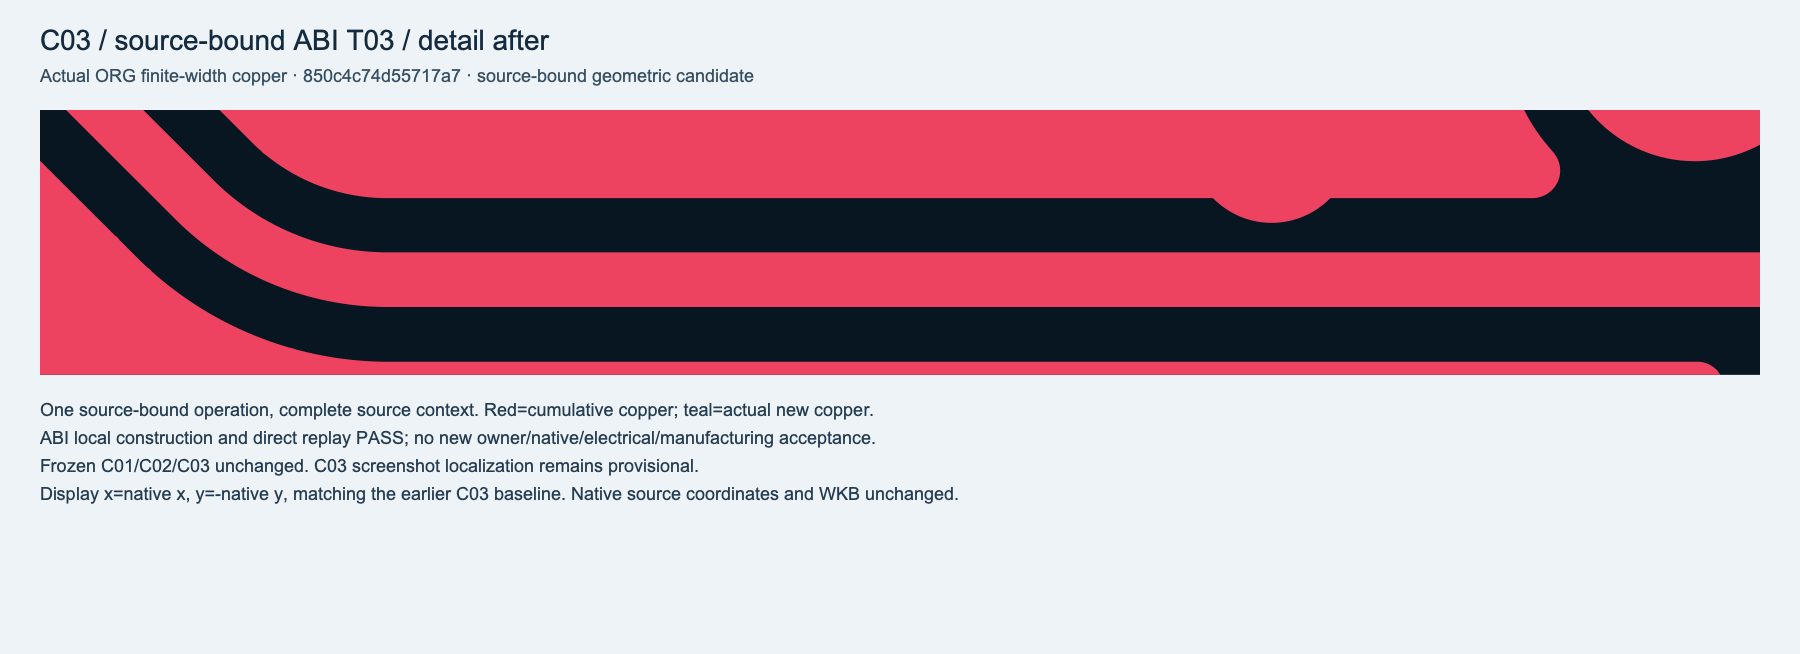 C03 / source-bound ABI T03 / detail after
Actual ORG finite-width copper · 850c4c74d55717a7 · source-bound geometric candidate
One source-bound operation, complete source context. Red=cumulative copper; teal=actual new copper.
ABI local construction and direct replay PASS; no new owner/native/electrical/manufacturing acceptance.
Frozen C01/C02/C03 unchanged. C03 screenshot localization remains provisional.
Display x=native x, y=-native y, matching the earlier C03 baseline. Native source coordinates and WKB unchanged.